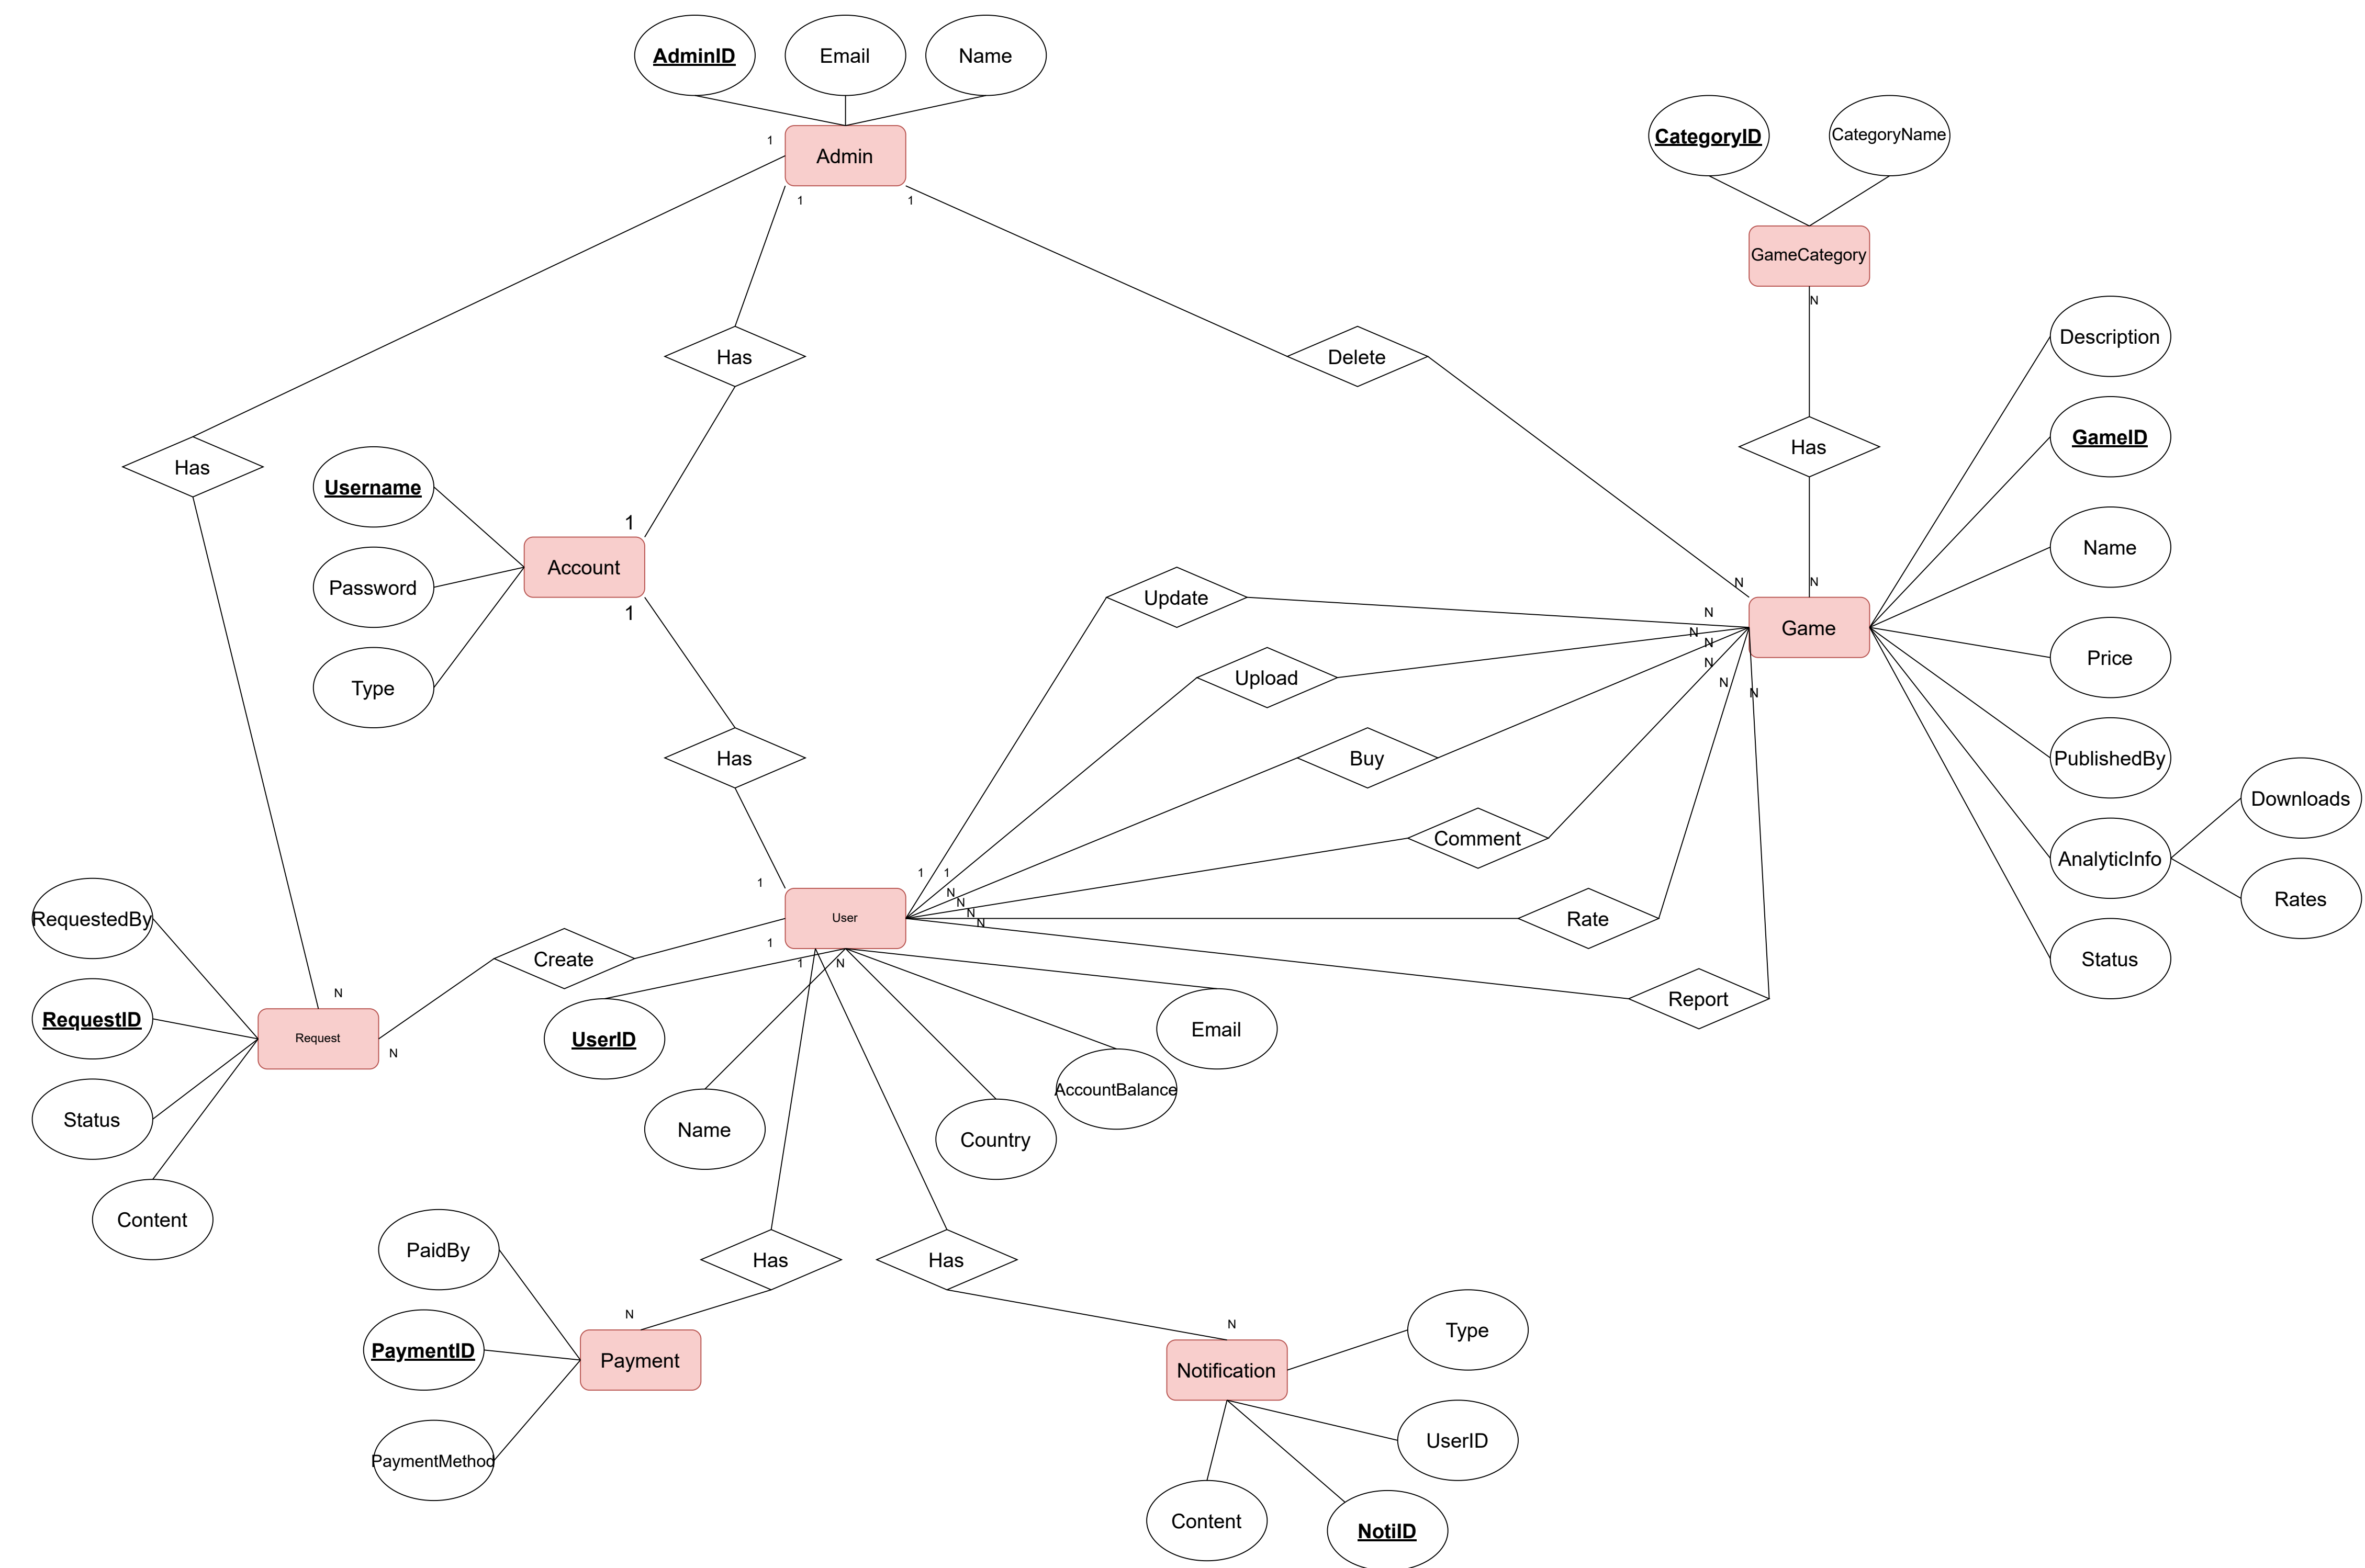 AdminID
Email
Name
1
Admin
1
1
CategoryID
CategoryName
GameCategory
N
Has
Delete
Description
GameID
Name
Price
PublishedBy
AnalyticInfo
Status
Downloads
Rates
Has
N
N
Game
Has
Username
Password
Type
1
Account
1
Has
Update
N
N
N
N
N
N
Upload
Buy
Comment
Rate
Report
1
1
1
N
N
N
N
User
1
1
N
Create
RequestedBy
RequestID
Status
Content
N
Request
N
UserID
Name
Country
AccountBalance
Email
Has
Has
PaidBy
PaymentID
PaymentMethod
N
Payment
N
Notification
Type
UserID
NotiID
Content